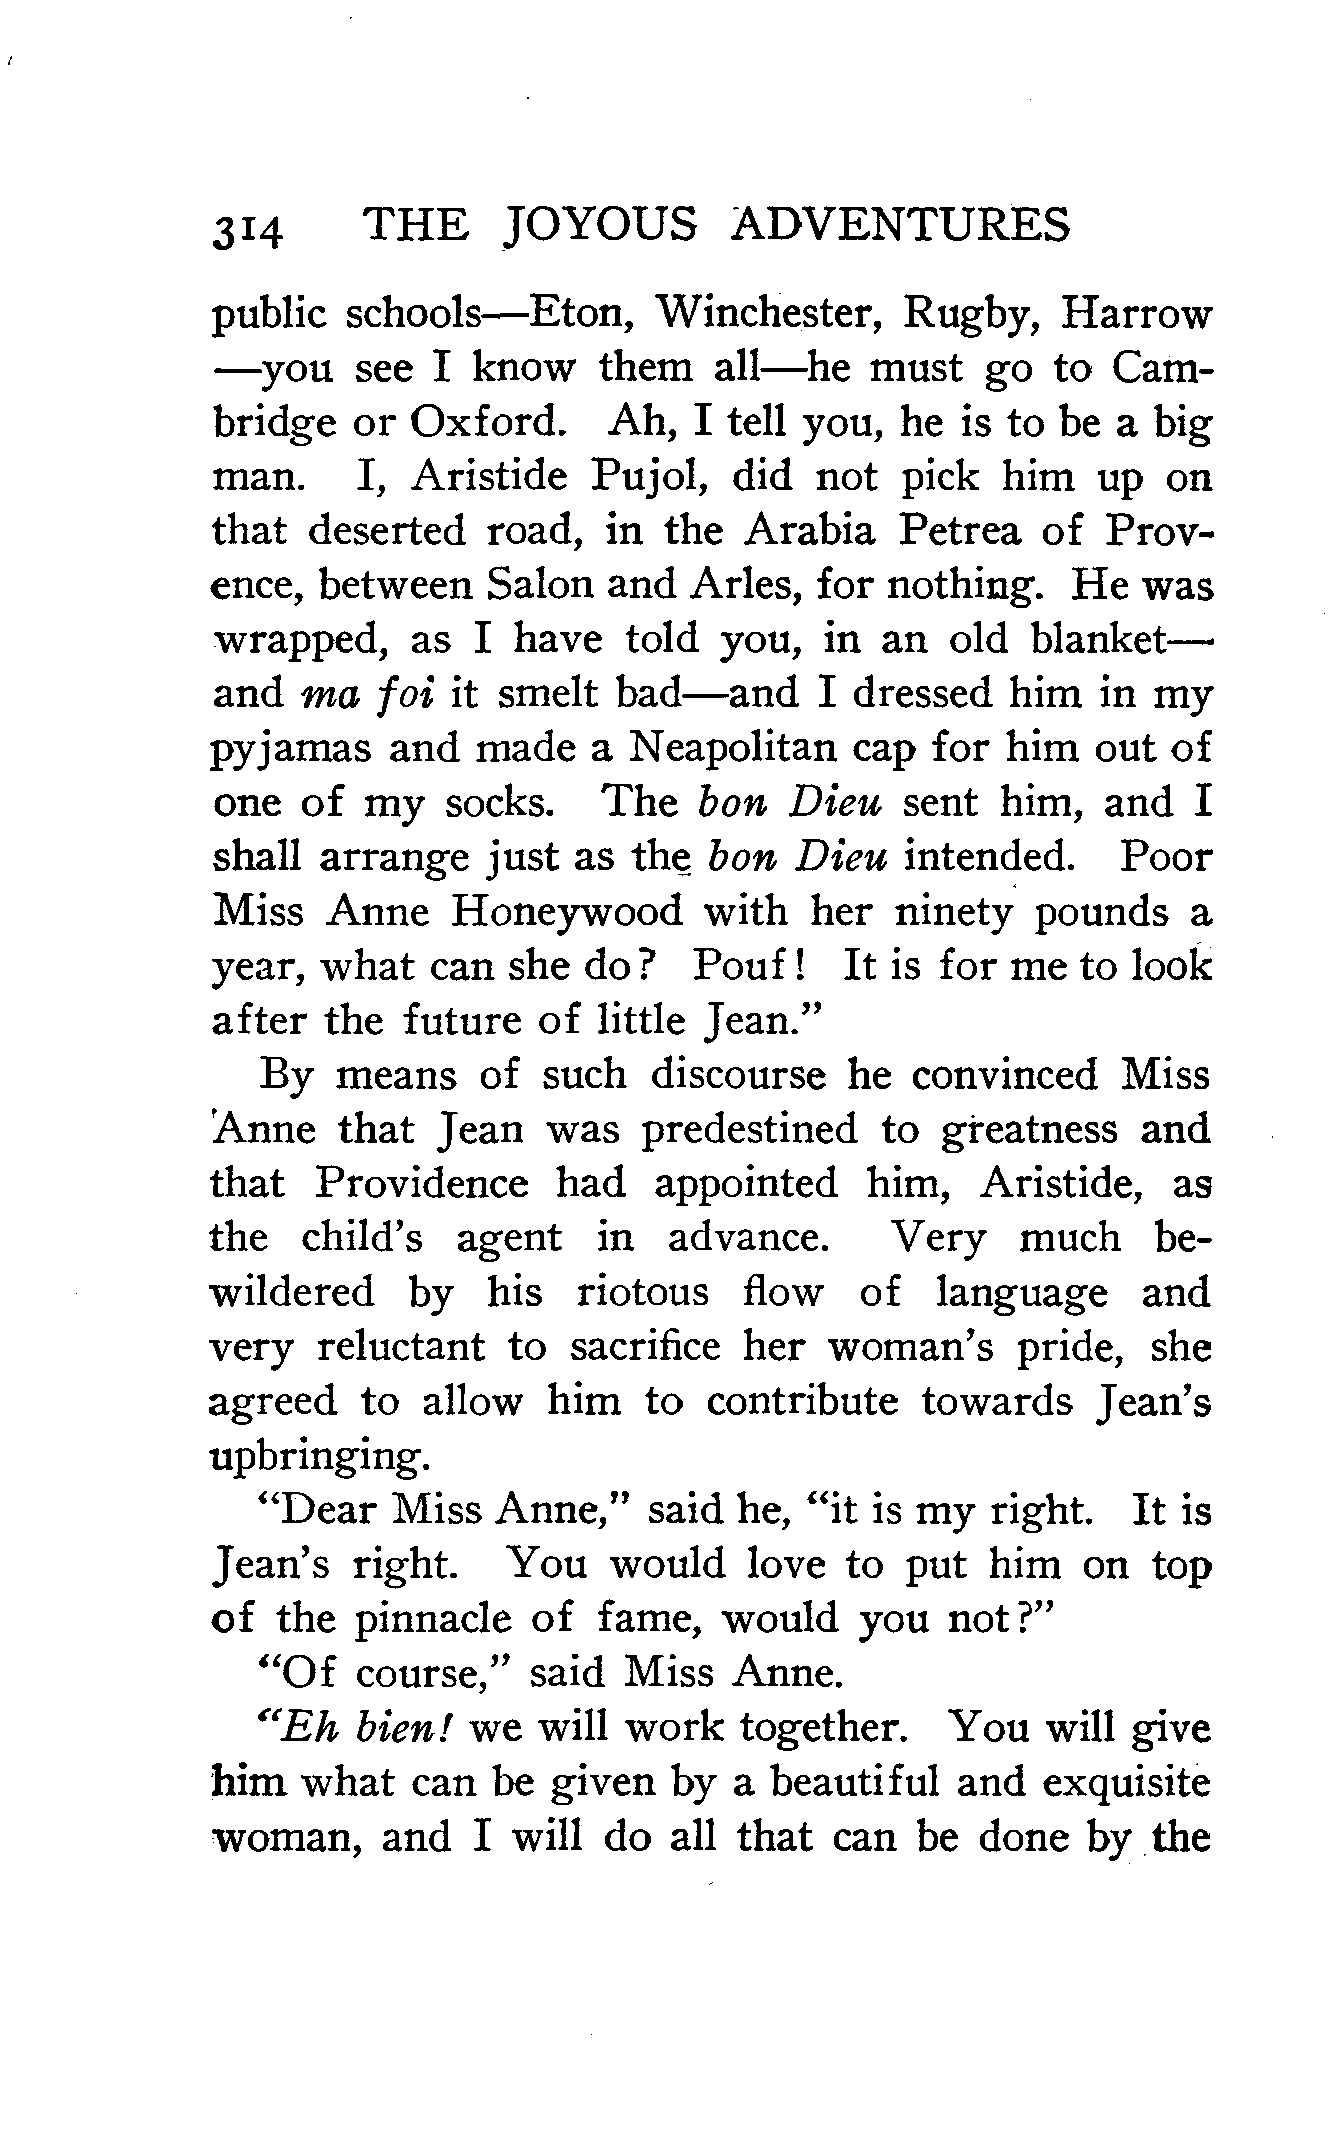 314 THE JOYOUS ADVENTURES
public schools—Eton, Winchester, Rugby, Harrow
—you see I know them all—he must go to Cam-
bridge or Oxford. Ah, I tell you, he is to be a big
man. I, Aristide Pujol, did not pick him up on
that deserted road, in the Arabia Petrea of Prov-
ence, between Salon and Arles, for nothing. He was
wrapped, as I have told you, in an old blanket—
and ma foi it smelt bad—and I dressed him in my
pyjamas and made a Neapolitan cap for him out of
one of my socks. The bon Dieu sent him, and I
shall arrange just as the bon Dieu intended. Poor
Miss Anne Honeywood with her ninety pounds a
year, what can she do? Pouf! It is for me to look
after the future of little Jean."
By means of such discourse he convinced Miss
Anne that Jean was predestined to greatness and
that Providence had appointed him, Aristide, as
the child's agent in advance. Very much be-
wildered by his riotous flow of language and
very reluctant to sacrifice her woman's pride, she
agreed to allow him to contribute towards Jean's
upbringing.
"Dear Miss Anne," said he, "it is my right. It is
Jean's right. You would love to put him on top
of the pinnacle of fame, would you not?"
"Of course," said Miss Anne.
"Eh bien! we will work together. You will give
him what can be given by a beautiful and exquisite
woman, and I will do all that can be done by the